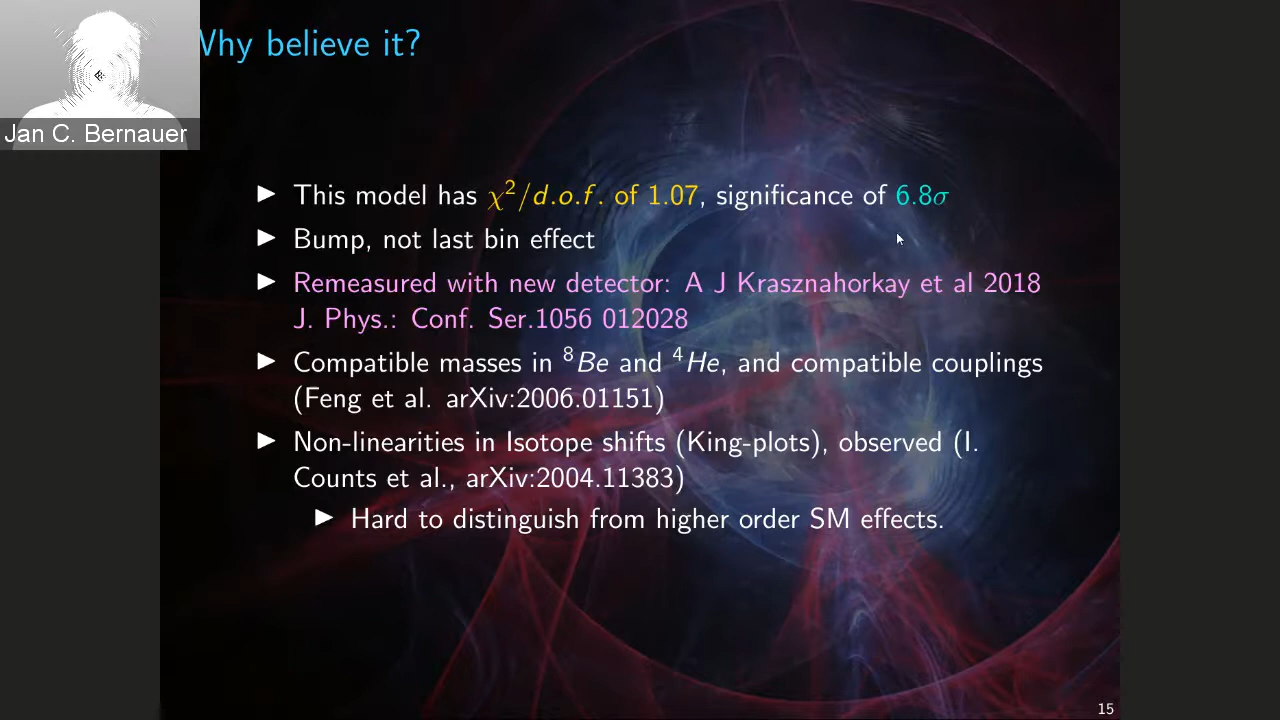 Why believe it?
Jan C. Bernauer
▶ This model has χ²/d.o.f. of 1.07, significance of 6.8σ
▶ Bump, not last bin effect
▶ Remeasured with new detector: A J Krasznahorkay et al 2018
J. Phys.: Conf. Ser.1056 012028
▶ Compatible masses in ⁸Be and ⁴He, and compatible couplings
(Feng et al. arXiv:2006.01151)
▶ Non-linearities in Isotope shifts (King-plots), observed (I.
Counts et al., arXiv:2004.11383)
▶ Hard to distinguish from higher order SM effects.
15